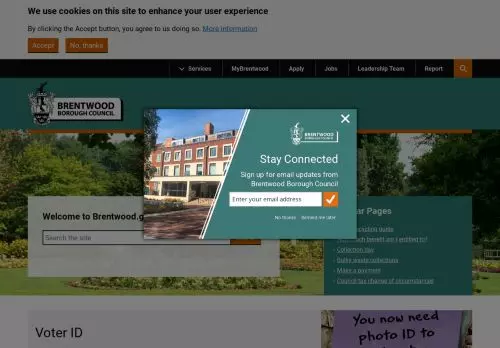 We use cookies on this site to enhance your user experience
By clicking the Accept button, you agree to us doing so. More information
Accept
No, thanks
Services
MyBrentwood
Apply
Jobs
Leadership Team
Report
BRENTWOOD
BOROUGH COUNCIL
BRENTWOOD
BOROUGH COUNCIL
Stay Connected
Sign up for email updates from
Brentwood Borough Council
Enter your email address
No thanks
Remind me later
Welcome to Brentwood.g
Search the site
ar Pages
benefit am I entitled to?
Collection day
Bulky waste collections
Make a payment
Council tax change of circumstances
Voter ID
You now need
photo ID to